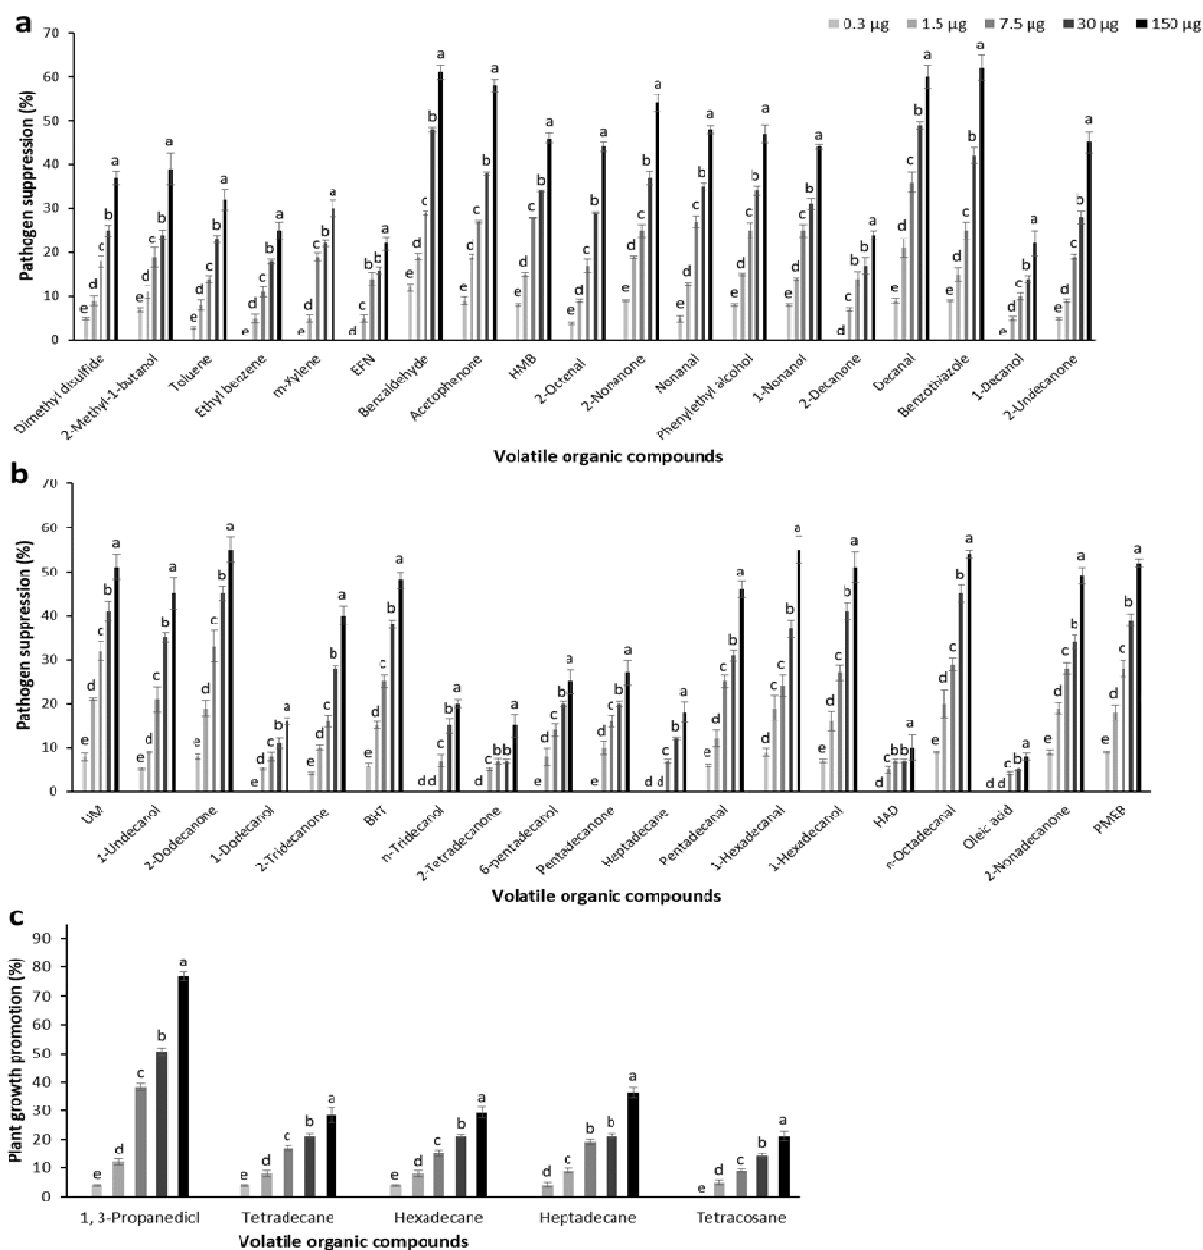 a
0.3 µg 1.5 µg 7.5 µg 30 µg 150 µg
Pathogen suppression (%)
70
60
50
40
30
20
10
0
e d c b a
e d c b a
e d c b a
e d c b a
e d c b a
d c b b a
e d c b a
e d c b a
e d c b a
e d c b a
e d c b a
e d c b a
e d c b a
e d c b a
d c b b a
e d c b a
e d c b a
e d c b a
e d c b a
Dimethyl disulfide
2-Methyl-1-butanol
Toluene
Ethyl benzene
m-Xylene
EFN
Benzaldehyde
Acetophenone
HMB
2-Octenal
2-Nonanone
Nonanal
Phenylethyl alcohol
1-Nonanol
2-Decanone
Decanal
Benzothiazole
1-Decanol
2-Undecanone
Volatile organic compounds
b
Pathogen suppression (%)
70
60
50
40
30
20
10
0
e d c b a
e d c b a
e d c b a
e d c b a
e d c b a
e d c b a
d d c b a
d c b b a
e d c b a
e d c b a
d d c b a
e d c b a
e d c b a
e d c b a
d c b b a
e d c b a
d d c b a
e d c b a
e d c b a
UM
1-Undecanol
2-Dodecanone
1-Dodecanol
2-Tridecanone
BHT
n-Tridecanol
2-Tetradecanone
6-pentadecanol
Pentadecanone
Heptadecane
Pentadecanal
1-Hexadecanal
1-Hexadecanol
HAD
n-Octadecanal
Oleic acid
2-Nonadecanone
PMEB
Volatile organic compounds
c
Plant growth promotion (%)
90
80
70
60
50
40
30
20
10
0
e d c b a
e d c b a
e d c b a
e d c b b a
e d c b a
1, 3-Propanediol
Tetradecane
Hexadecane
Heptadecane
Tetracosane
Volatile organic compounds